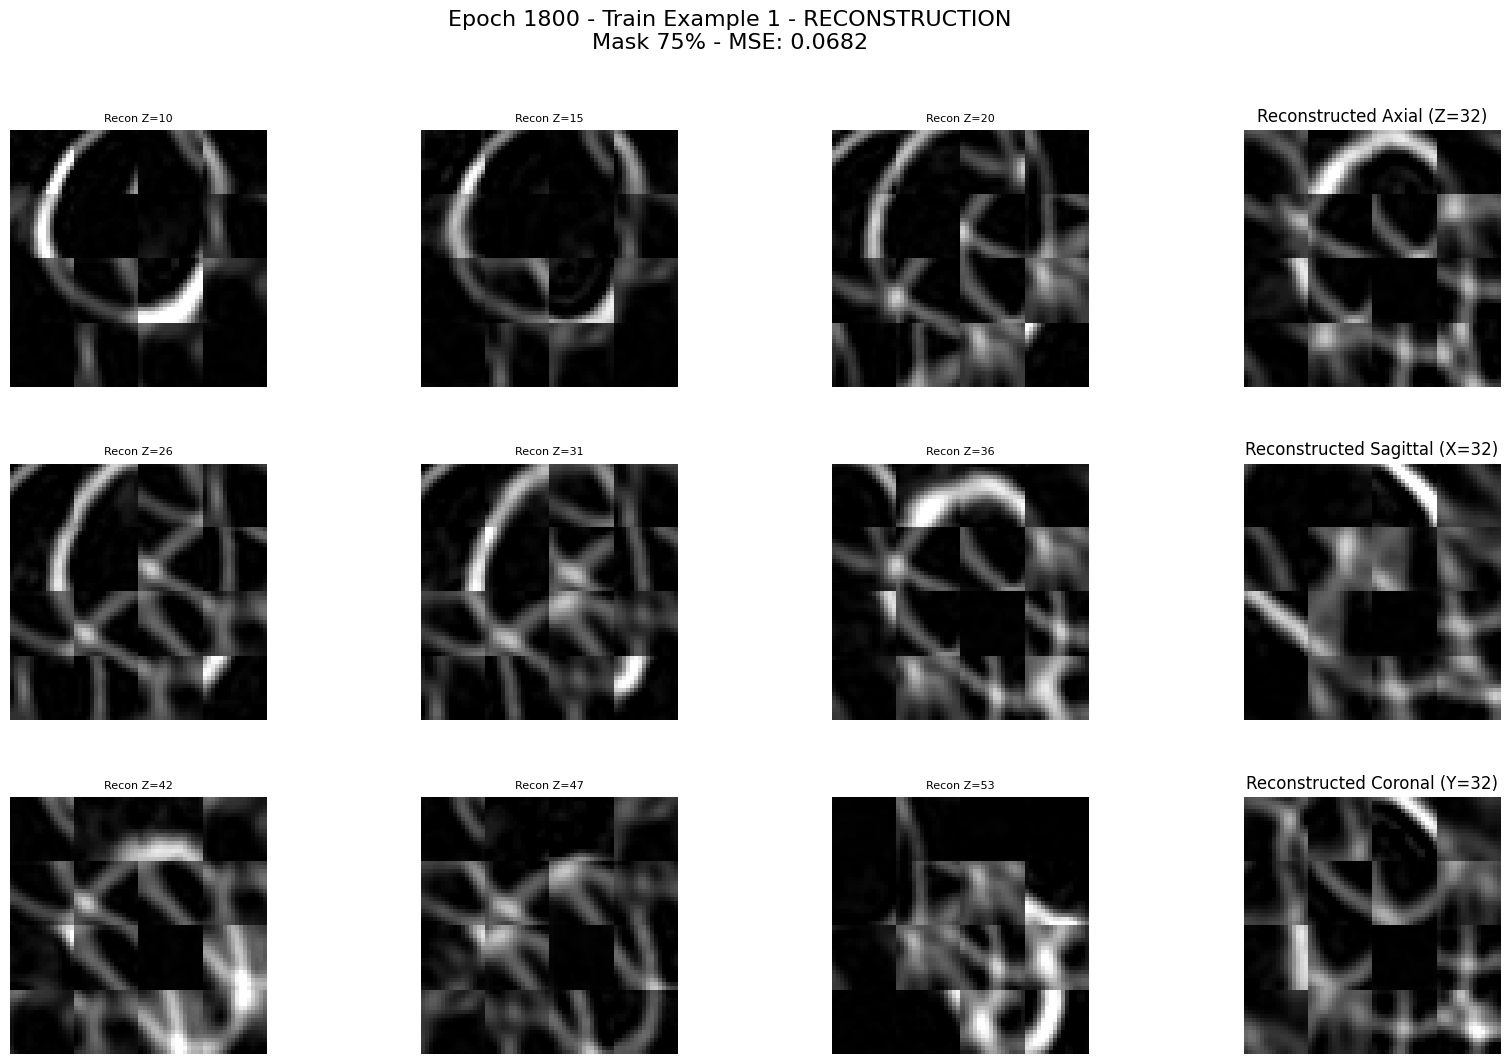 Epoch 1800 - Train Example 1 - RECONSTRUCTION
Mask 75% - MSE: 0.0682
Recon Z=10
Recon Z=15
Recon Z=20
Reconstructed Axial (Z=32)
Recon Z=26
Recon Z=31
Recon Z=36
Reconstructed Sagittal (X=32)
Recon Z=42
Recon Z=47
Recon Z=53
Reconstructed Coronal (Y=32)